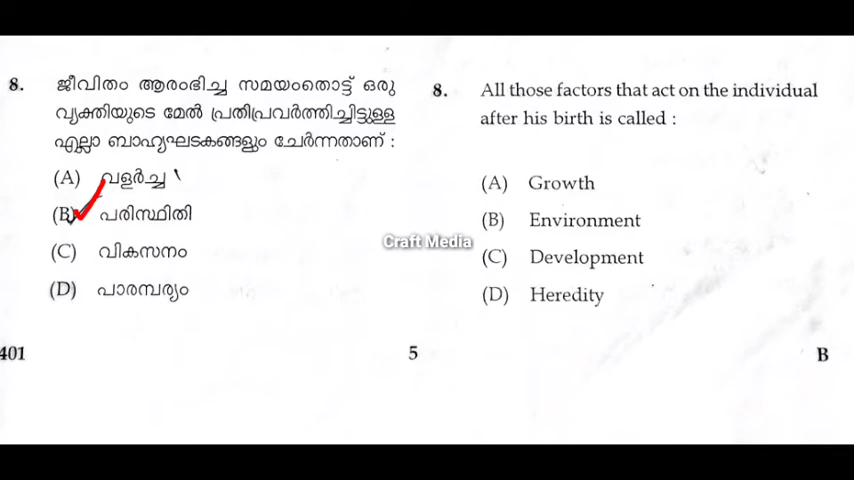 8. ജീവിതം ആരംഭിച്ച സമയംതൊട്ട് ഒരു
വ്യക്തിയുടെ മേൽ പ്രതിപ്രവർത്തിച്ചിട്ടുള്ള
എല്ലാ ബാഹ്യഘടകങ്ങളും ചേർന്നതാണ് :
(A) വളർച്ച
(B) പരിസ്ഥിതി
(C) വികസനം
(D) പാരമ്പര്യം
8. All those factors that act on the individual
after his birth is called :
(A) Growth
(B) Environment
(C) Development
(D) Heredity
Craft Media
401
5
B